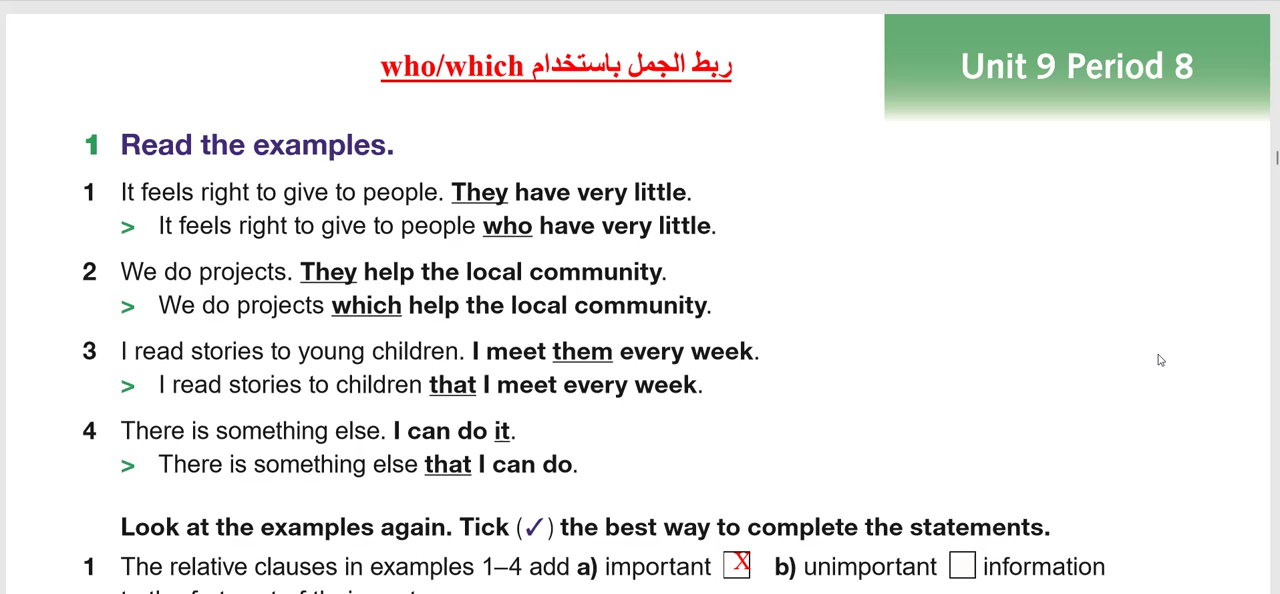 ربط الجمل باستخدام who/which
Unit 9 Period 8
1 Read the examples.
1 It feels right to give to people. They have very little.
> It feels right to give to people who have very little.
2 We do projects. They help the local community.
> We do projects which help the local community.
3 I read stories to young children. I meet them every week.
> I read stories to children that I meet every week.
4 There is something else. I can do it.
> There is something else that I can do.
Look at the examples again. Tick (✓) the best way to complete the statements.
1 The relative clauses in examples 1–4 add a) important X b) unimportant information